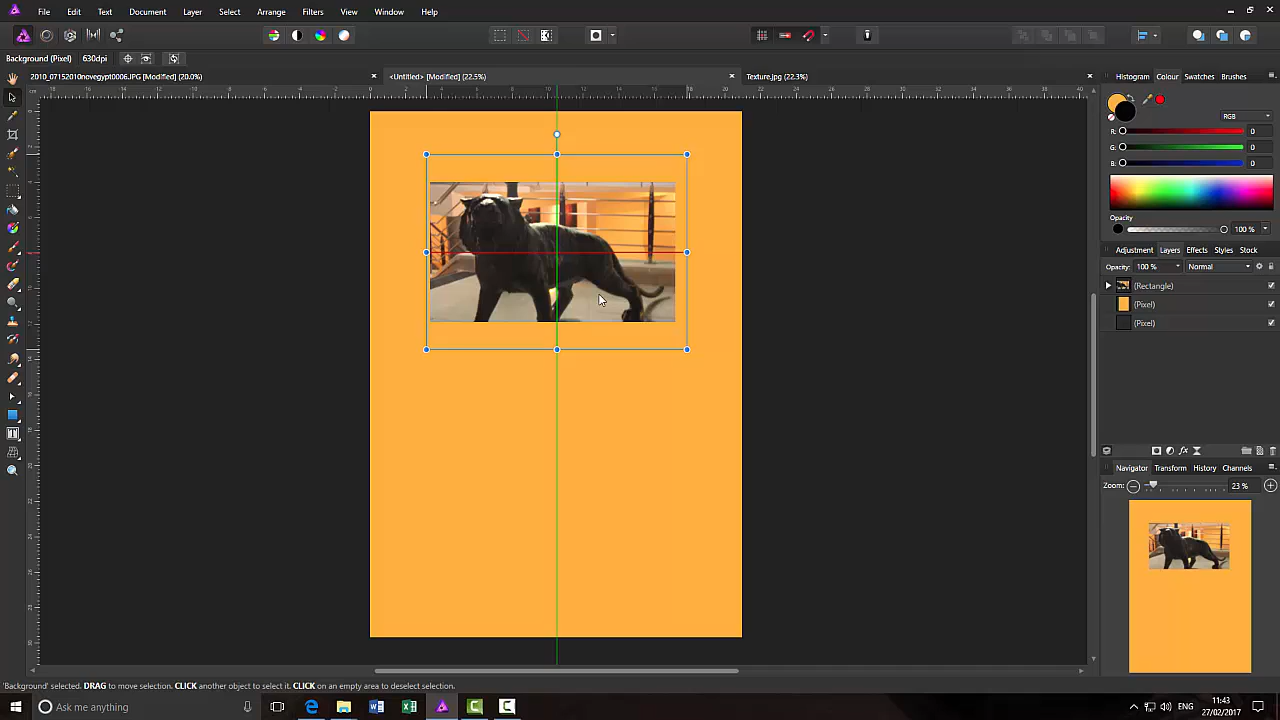 File Edit Text Document Layer Select Arrange Filters View Window Help
Background (Pixel) 630dpi
2010_07152010novegypt0006.JPG [Modified] (20.0%) <Untitled> [Modified] (22.5%) Texture.jpg (22.3%)
Histogram Colour Swatches Brushes
RGB
R: 0
G: 0
B: 0
Opacity
100 %
Adjustment Layers Effects Styles Stock
Opacity: 100 % Normal
(Rectangle)
(Pixel)
(Pixel)
Navigator Transform History Channels
Zoom: 23 %
'Background' selected. DRAG to move selection. CLICK another object to select it. CLICK on an empty area to deselect selection.
Ask me anything
ENG 11:43
27/02/2017